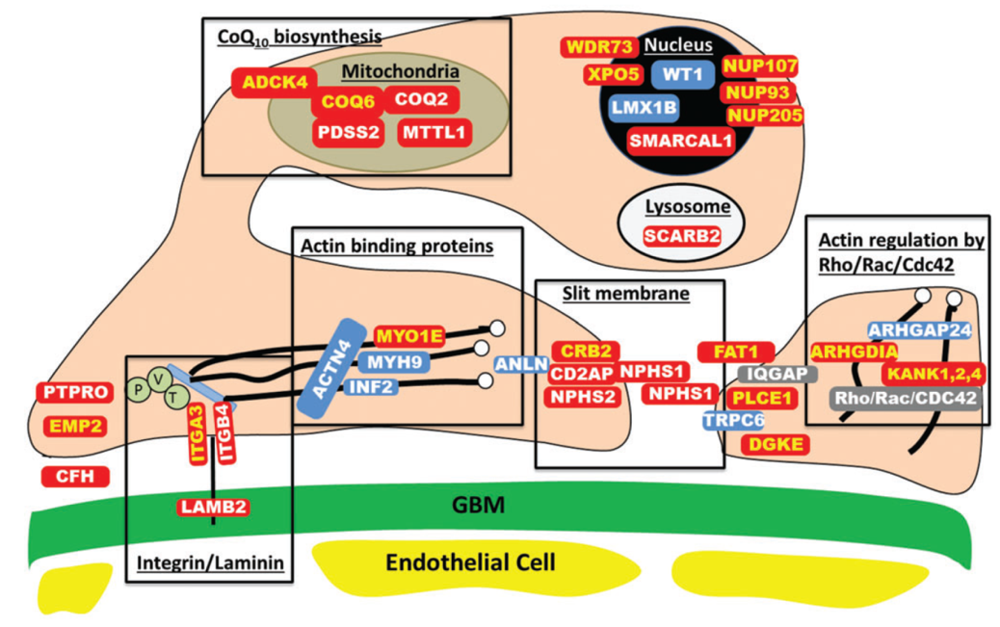 CoQ10 biosynthesis
Mitochondria
ADCK4
COQ6
COQ2
PDSS2
MTTL1
WDR73
Nucleus
XPO5
WT1
NUP107
NUP93
LMX1B
NUP205
SMARCAL1
Lysosome
SCARB2
Actin binding proteins
MYO1E
ACTN4
MYH9
INF2
ANLN
Slit membrane
CRB2
CD2AP
NPHS1
NPHS2
NPHS1
FAT1
IQGAP
PLCE1
TRPC6
DGKE
Actin regulation by
Rho/Rac/Cdc42
ARHGAP24
ARHGDIA
KANK1,2,4
Rho/Rac/CDC42
PTPRO
EMP2
CFH
P
V
T
ITGA3
ITGB4
LAMB2
Integrin/Laminin
GBM
Endothelial Cell